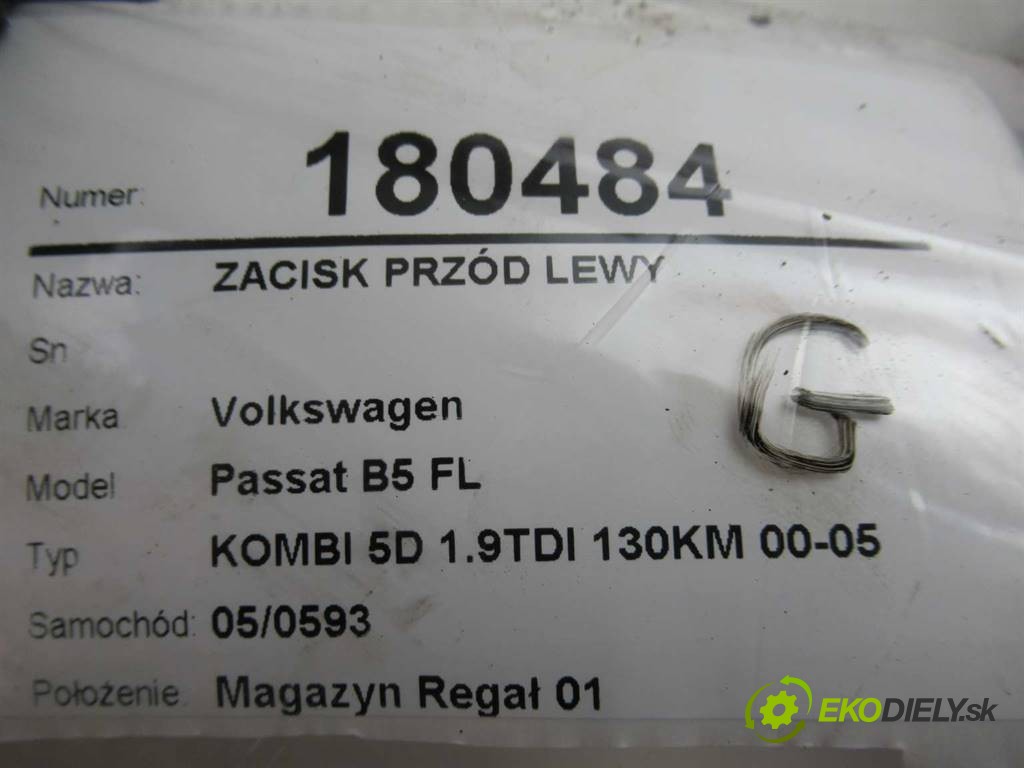 Numer: 180484
Nazwa: ZACISK PRZÓD LEWY
Sn
Marka Volkswagen
Model Passat B5 FL
Typ KOMBI 5D 1.9TDI 130KM 00-05
Samochód: 05/0593
Położenie Magazyn Regał 01
G
EKODIELY.sk